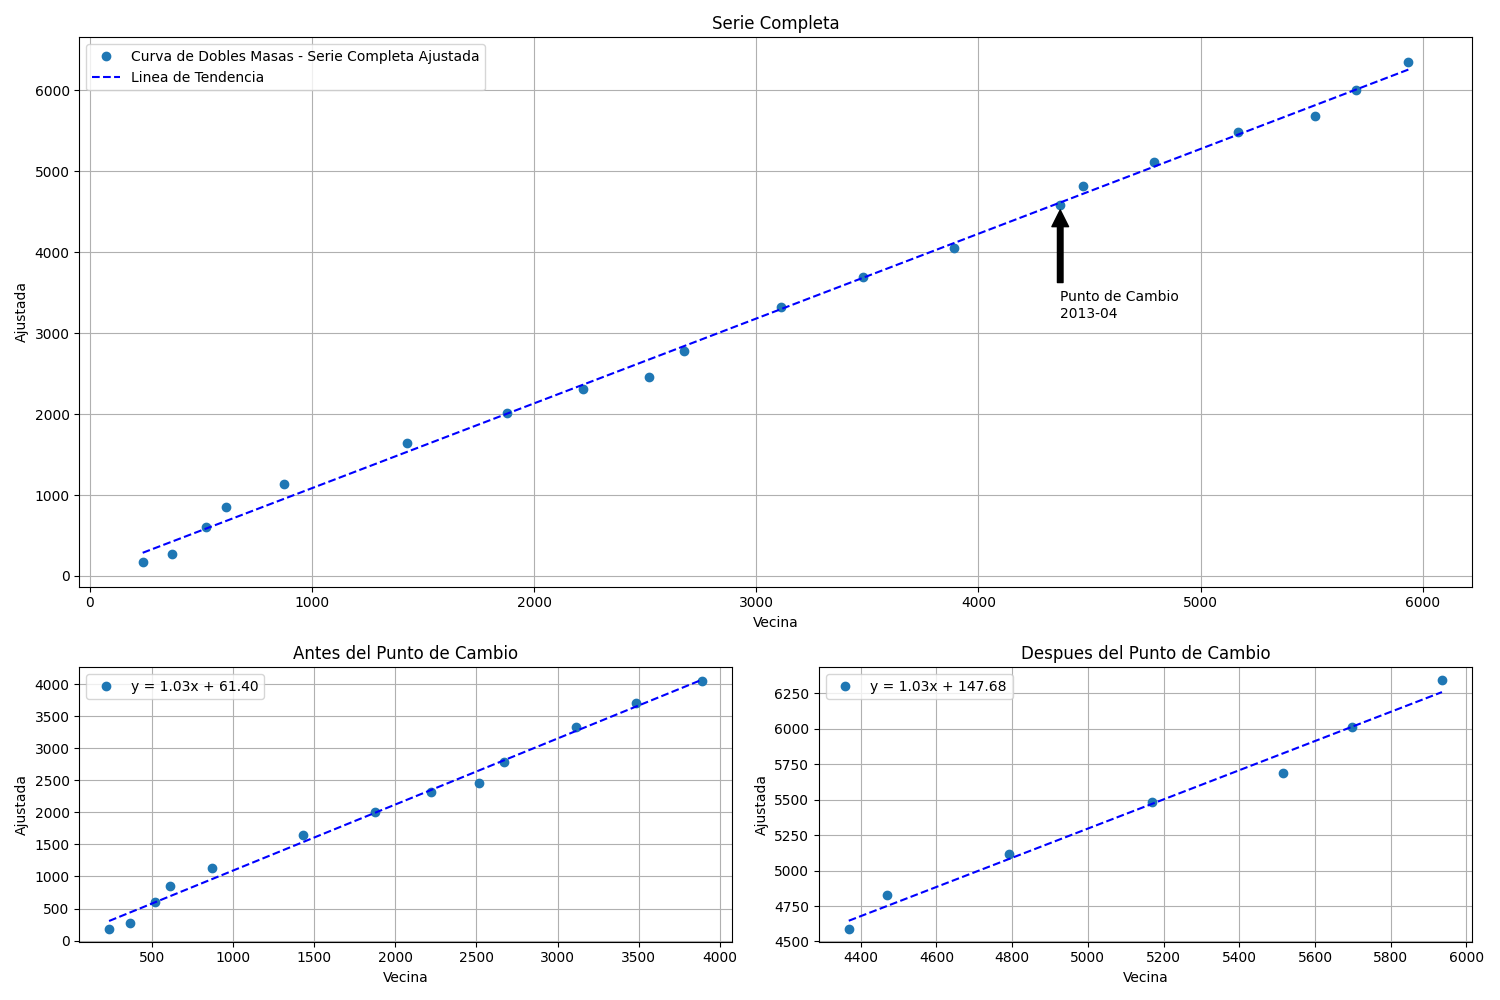 Serie Completa
Curva de Dobles Masas - Serie Completa Ajustada
Linea de Tendencia
6000
5000
4000
3000
2000
1000
0
Ajustada
Punto de Cambio
2013-04
0 1000 2000 3000 4000 5000 6000
Vecina
Antes del Punto de Cambio
y = 1.03x + 61.40
4000
3500
3000
2500
2000
1500
1000
500
0
Ajustada
500 1000 1500 2000 2500 3000 3500 4000
Vecina
Despues del Punto de Cambio
y = 1.03x + 147.68
6250
6000
5750
5500
5250
5000
4750
4500
Ajustada
4400 4600 4800 5000 5200 5400 5600 5800 6000
Vecina